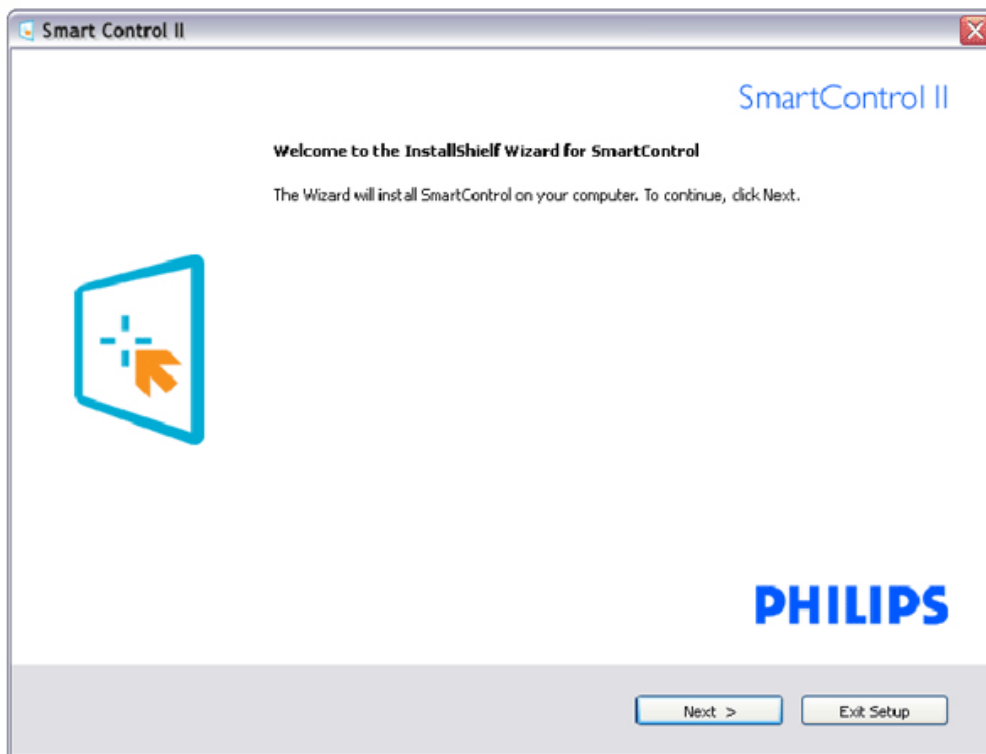 Smart Control II
SmartControl II
Welcome to the InstallShielf Wizard for SmartControl
The Wizard will install SmartControl on your computer. To continue, click Next.
PHILIPS
Next >
Exit Setup